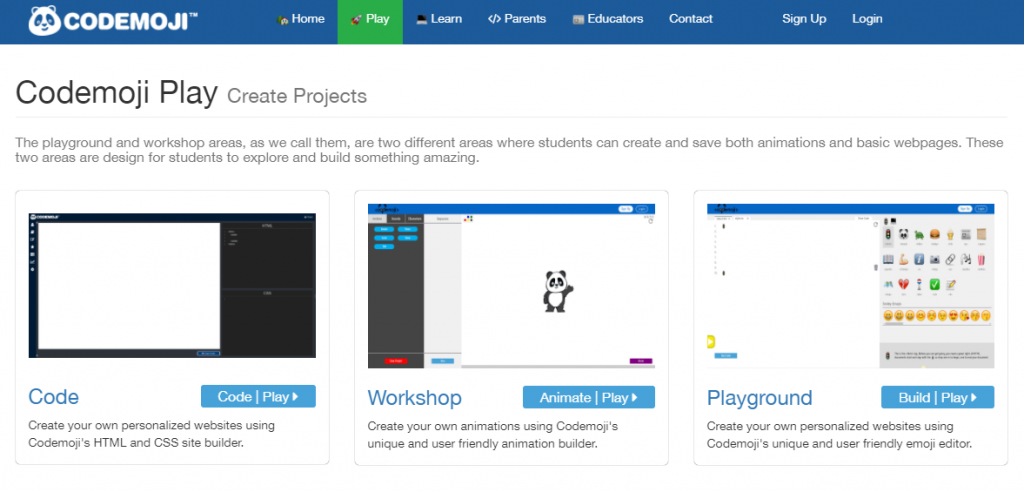 CODEMOJI™ Home Play Learn </> Parents Educators Contact Sign Up Login
Codemoji Play Create Projects
The playground and workshop areas, as we call them, are two different areas where students can create and save both animations and basic webpages. These
two areas are design for students to explore and build something amazing.
Code Code | Play
Create your own personalized websites using
Codemoji's HTML and CSS site builder.
Workshop Animate | Play
Create your own animations using Codemoji's
unique and user friendly animation builder.
Playground Build | Play
Create your own personalized websites using
Codemoji's unique and user friendly emoji editor.